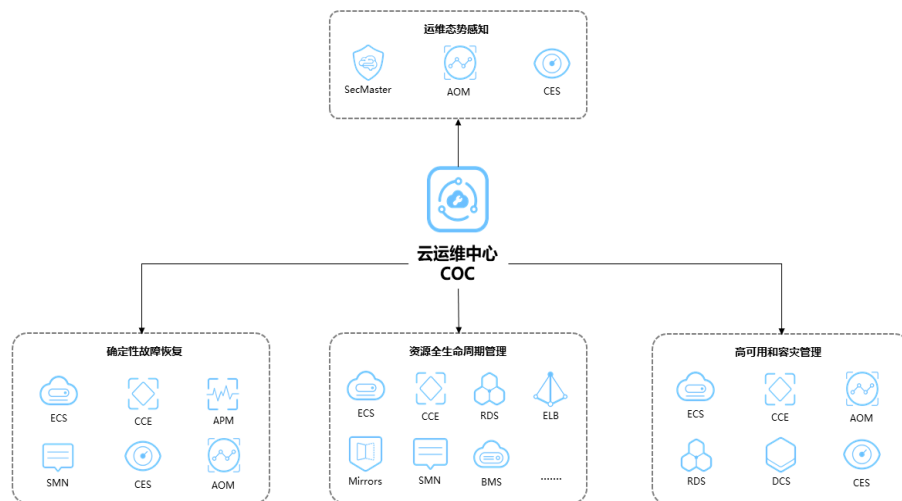 运维态势感知
SecMaster
AOM
CES
云运维中心
COC
确定性故障恢复
ECS
CCE
APM
SMN
CES
AOM
资源全生命周期管理
ECS
CCE
RDS
ELB
Mirrors
SMN
BMS
.......
高可用和容灾管理
ECS
CCE
AOM
RDS
DCS
CES